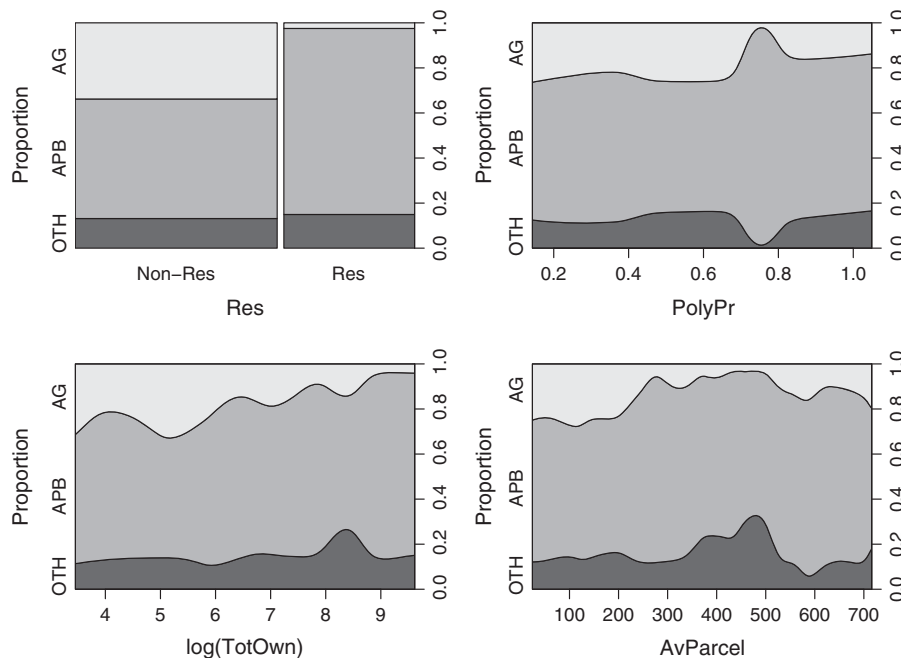 Proportion
OTH APB AG
0.0 0.2 0.4 0.6 0.8 1.0
Non−Res Res
Res
Proportion
OTH APB AG
0.0 0.2 0.4 0.6 0.8 1.0
0.2 0.4 0.6 0.8 1.0
PolyPr
Proportion
OTH APB AG
0.0 0.2 0.4 0.6 0.8 1.0
4 5 6 7 8 9
log(TotOwn)
Proportion
OTH APB AG
0.0 0.2 0.4 0.6 0.8 1.0
100 200 300 400 500 600 700
AvParcel